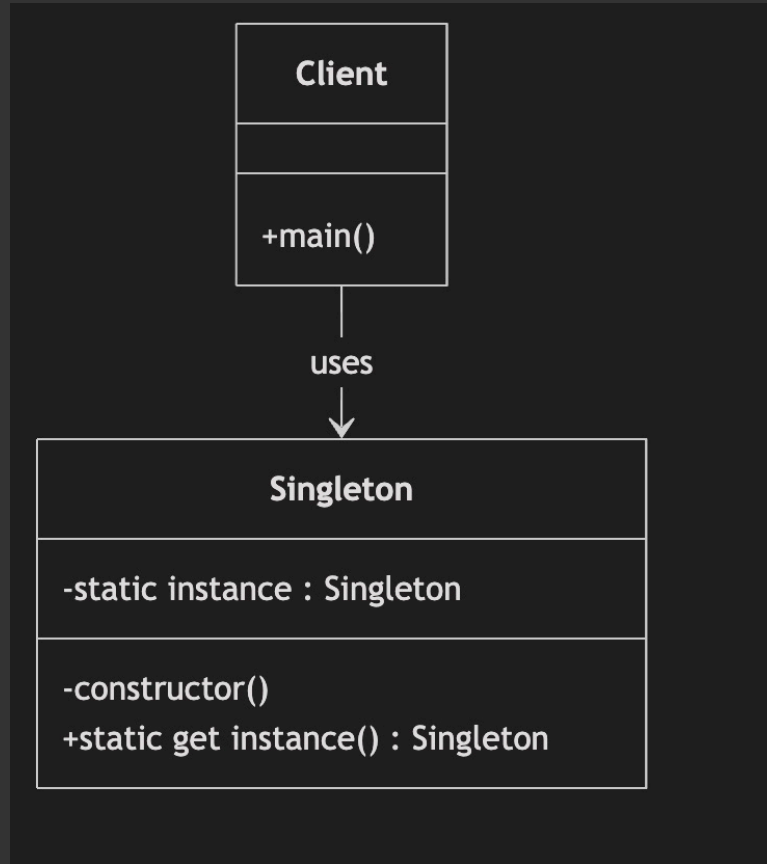 Client
+main()
uses
Singleton
-static instance : Singleton
-constructor()
+static get instance() : Singleton